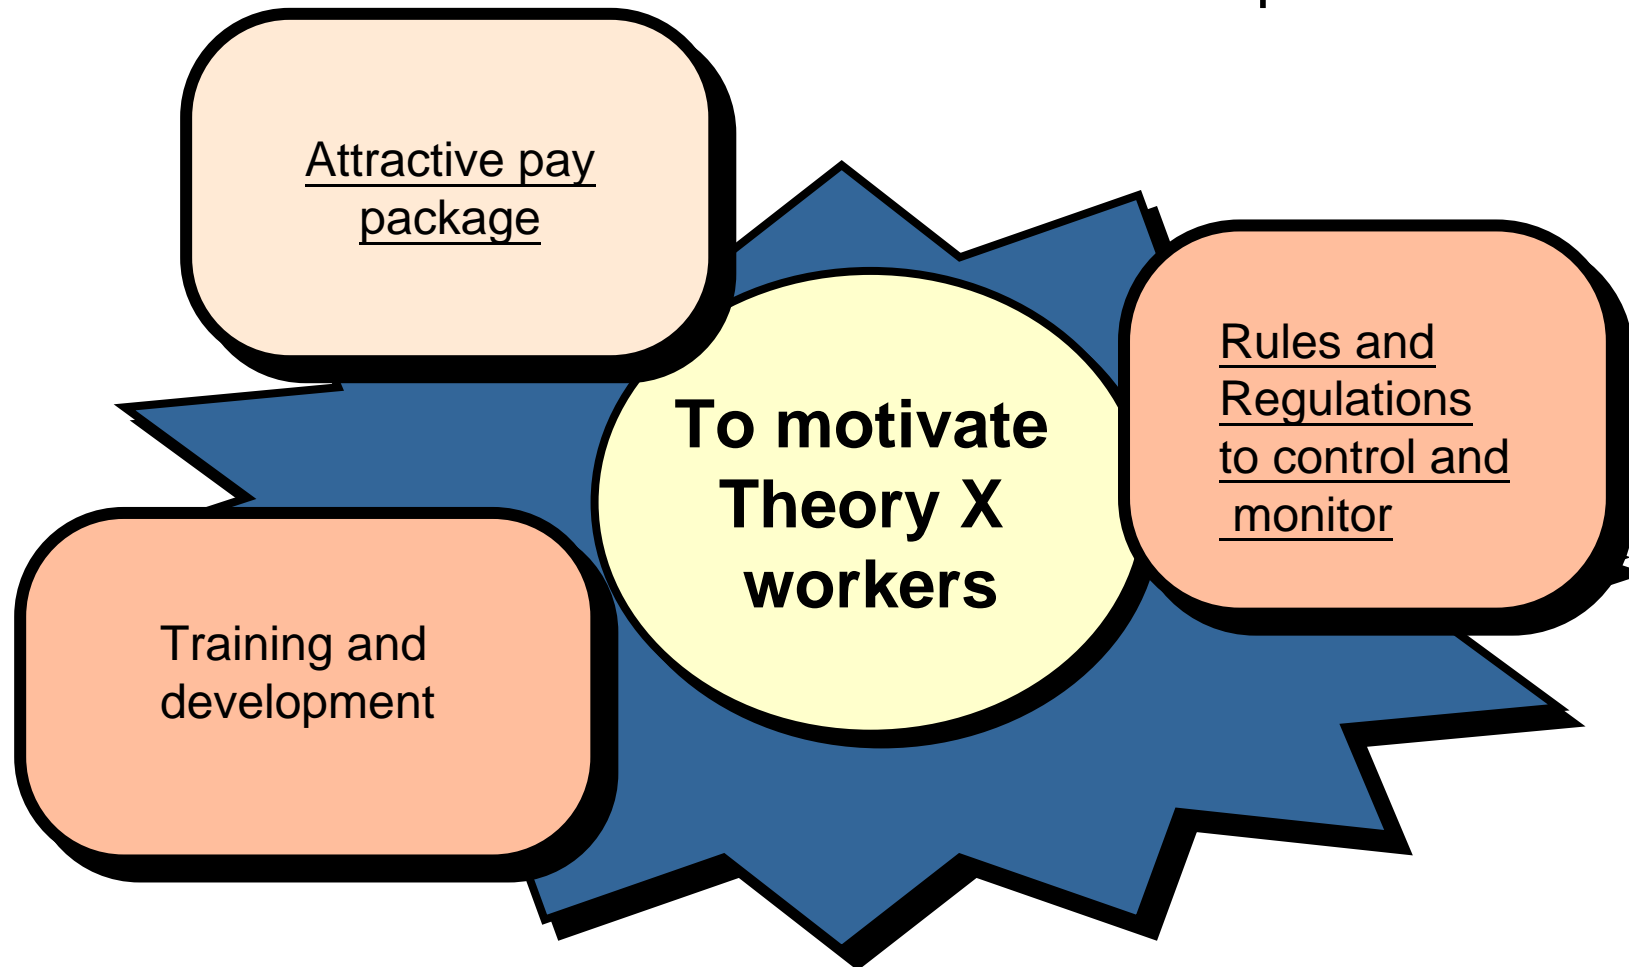 Attractive pay
package
To motivate
Theory X
workers
Rules and
Regulations
to control and
monitor
Training and
development